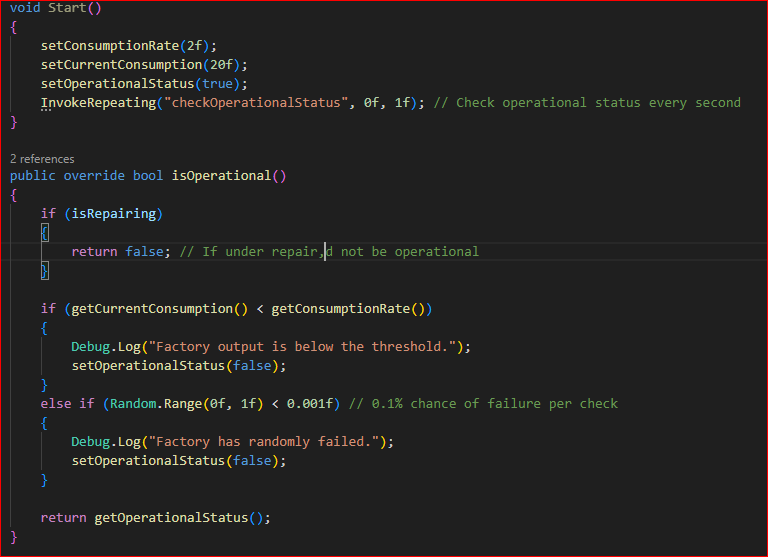 void Start()
{
setConsumptionRate(2f);
setCurrentConsumption(20f);
setOperationalStatus(true);
InvokeRepeating("checkOperationalStatus", 0f, 1f); // Check operational status every second
}
2 references
public override bool isOperational()
{
if (isRepairing)
{
return false; // If under repair,d not be operational
}
if (getCurrentConsumption() < getConsumptionRate())
{
Debug.Log("Factory output is below the threshold.");
setOperationalStatus(false);
}
else if (Random.Range(0f, 1f) < 0.001f) // 0.1% chance of failure per check
{
Debug.Log("Factory has randomly failed.");
setOperationalStatus(false);
}
return getOperationalStatus();
}